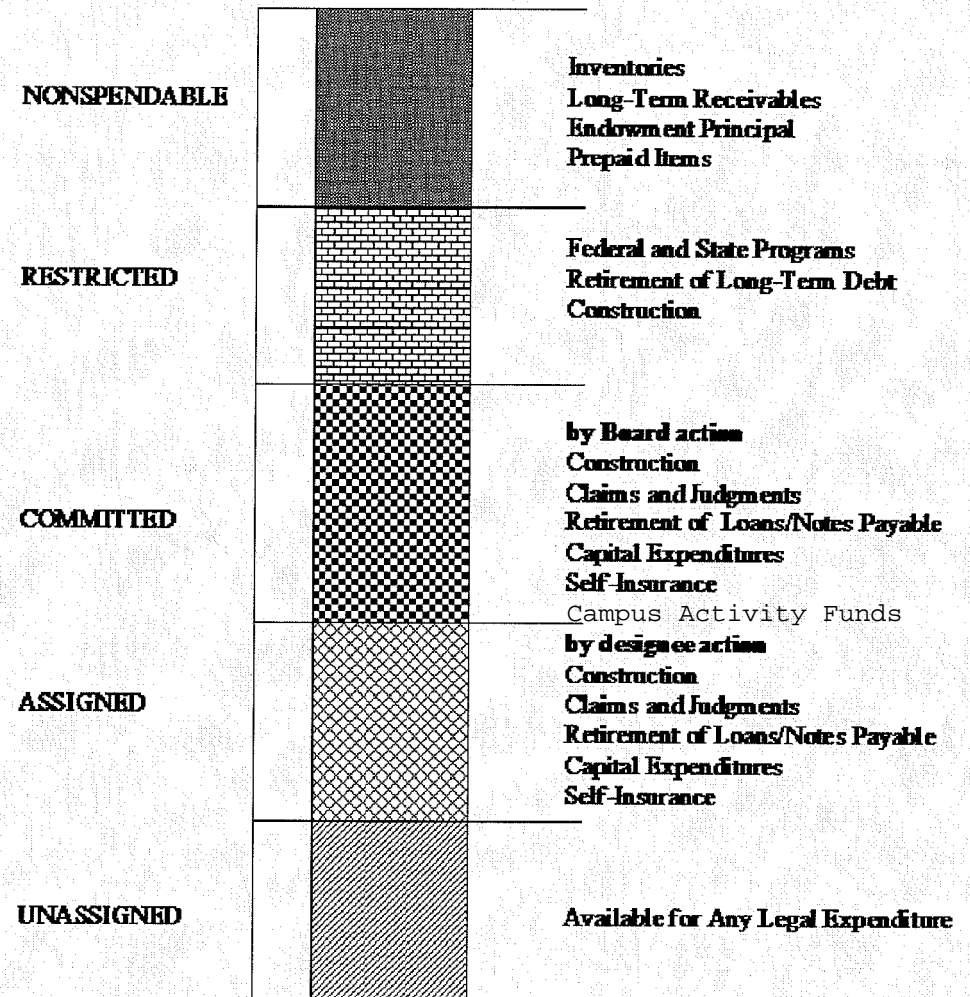 NONSPENDABLE
Inventories
Long-Term Receivables
Endowment Principal
Prepaid Items
RESTRICTED
Federal and State Programs
Retirement of Long-Term Debt
Construction
COMMITTED
by Board action
Construction
Claims and Judgments
Retirement of Loans/Notes Payable
Capital Expenditures
Self-Insurance
Campus Activity Funds
ASSIGNED
by designee action
Construction
Claims and Judgments
Retirement of Loans/Notes Payable
Capital Expenditures
Self-Insurance
UNASSIGNED
Available for Any Legal Expenditure